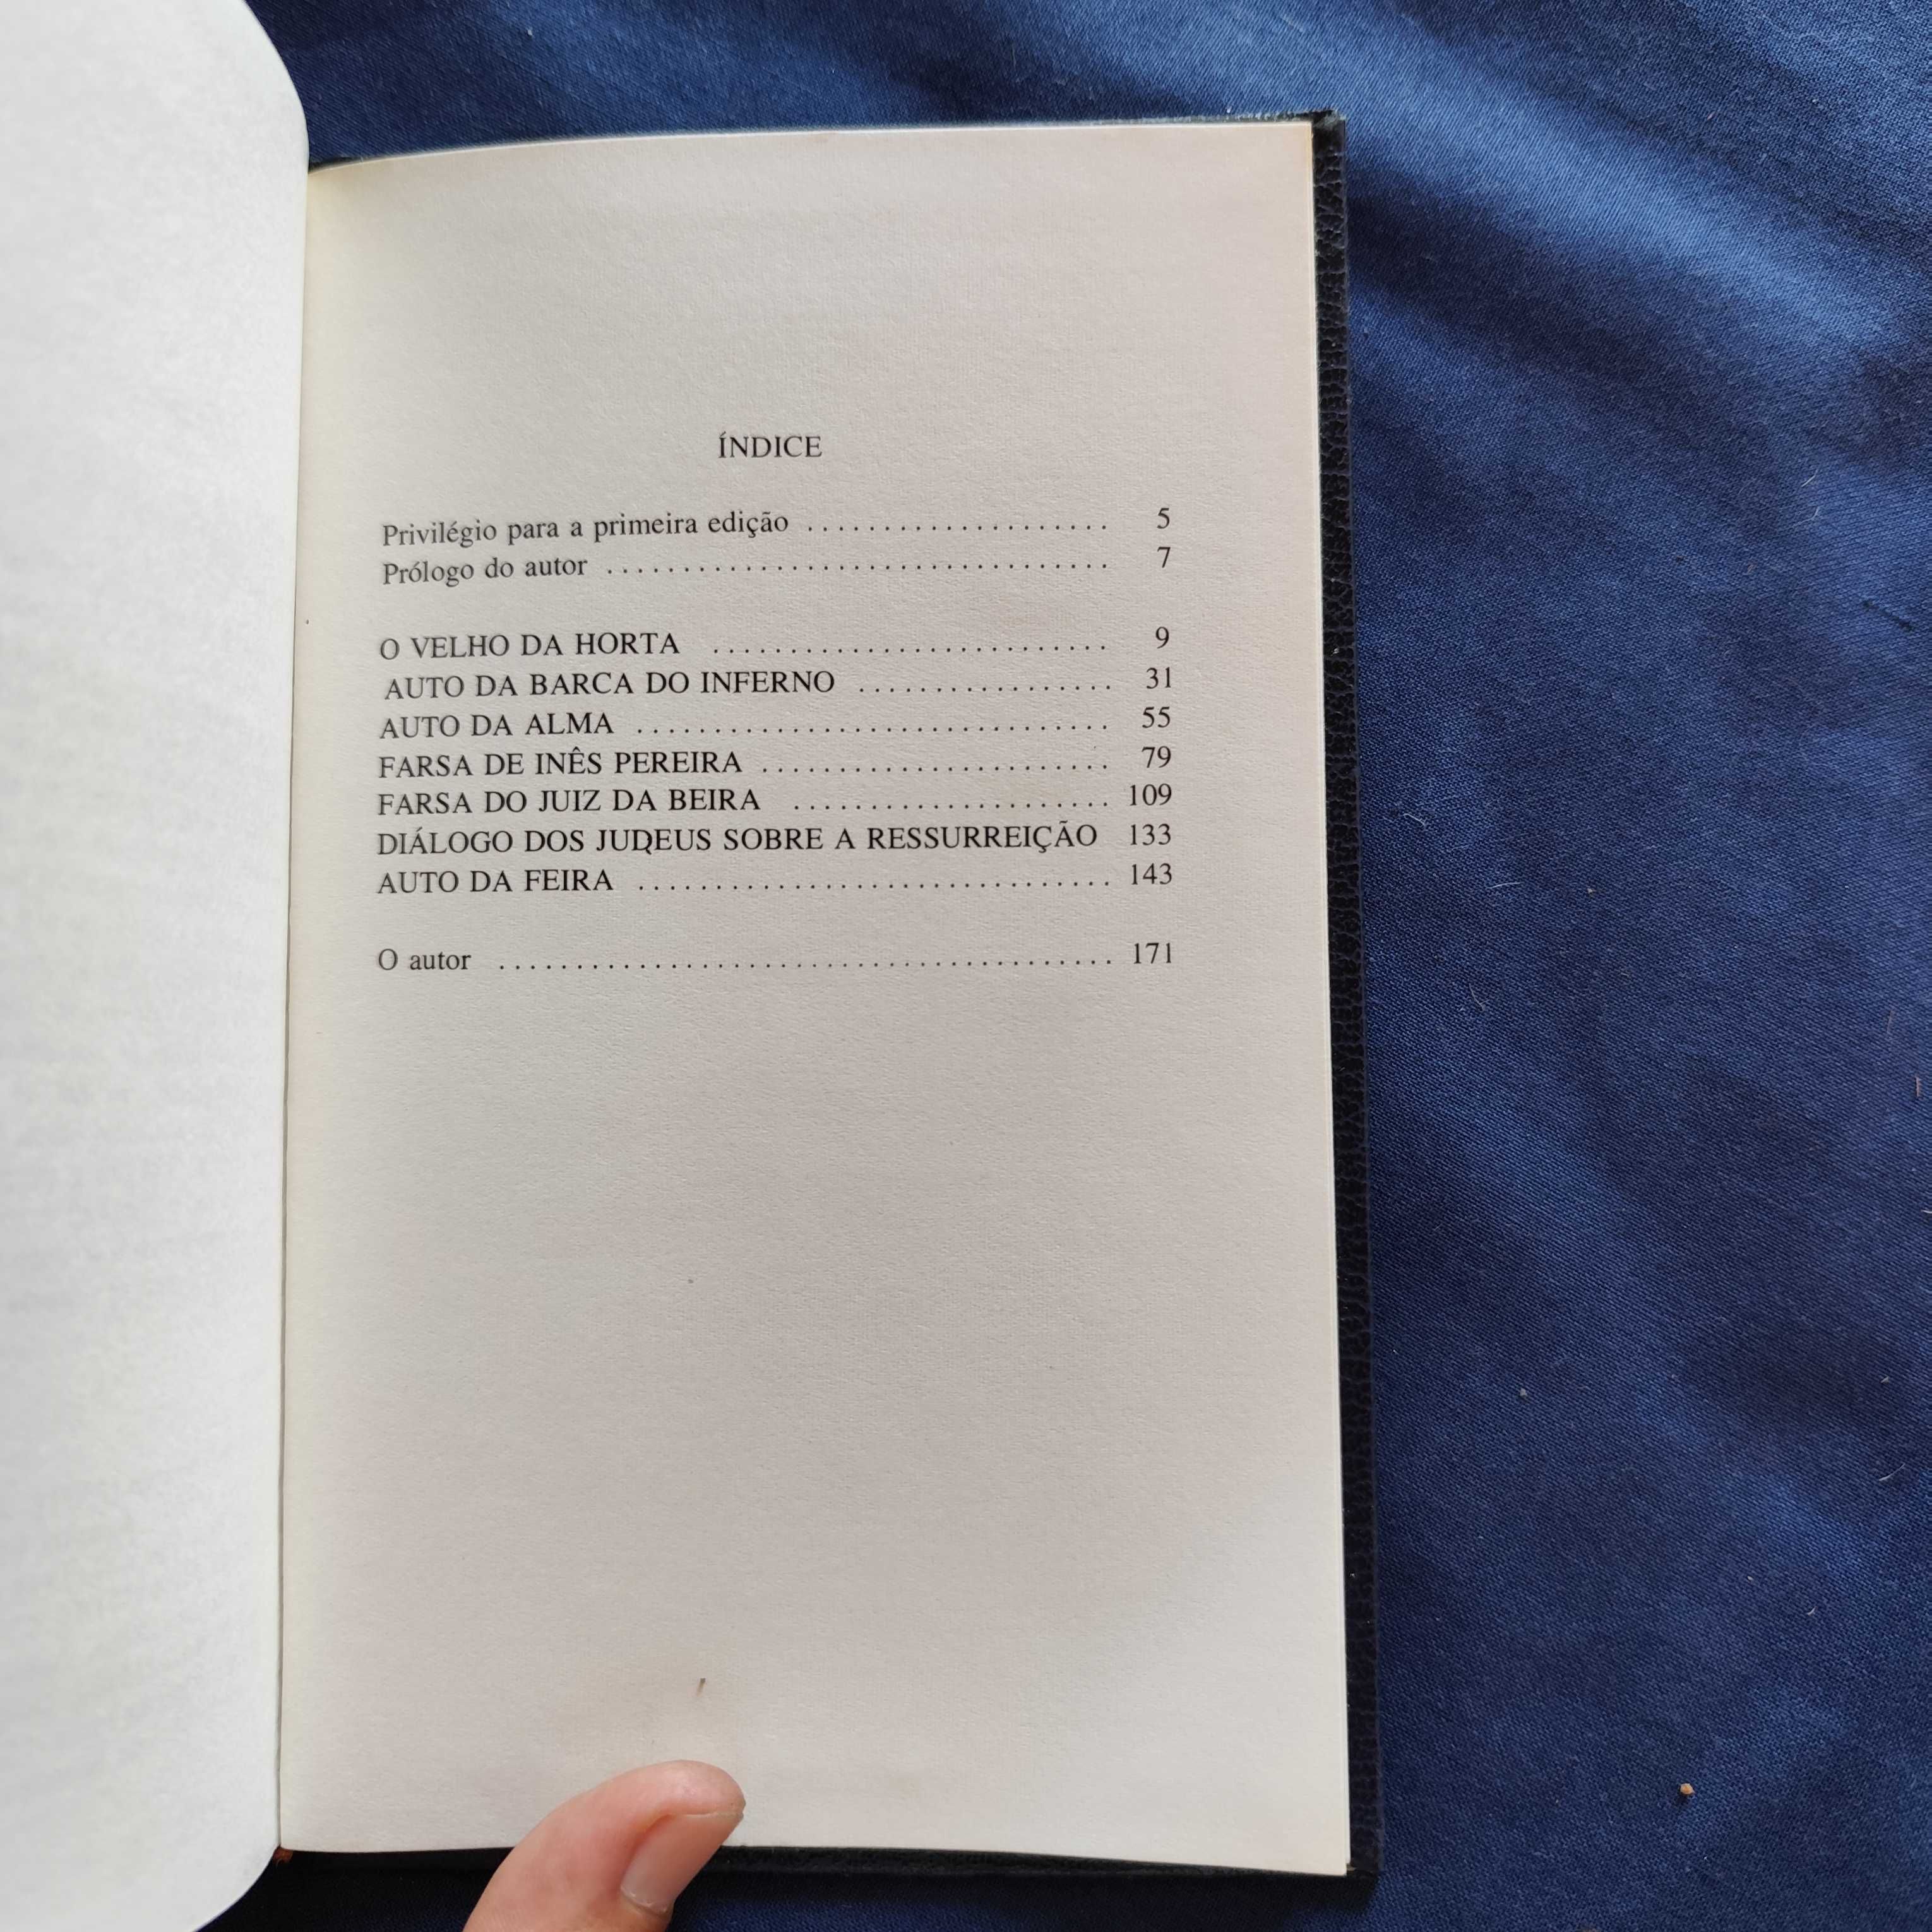 ÍNDICE
Privilégio para a primeira edição ..................... 5
Prólogo do autor .................................. 7
O VELHO DA HORTA ........................... 9
AUTO DA BARCA DO INFERNO ................. 31
AUTO DA ALMA ............................... 55
FARSA DE INÊS PEREIRA ....................... 79
FARSA DO JUIZ DA BEIRA ..................... 109
DIÁLOGO DOS JUDEUS SOBRE A RESSURREIÇÃO 133
AUTO DA FEIRA ............................... 143
O autor ......................................... 171